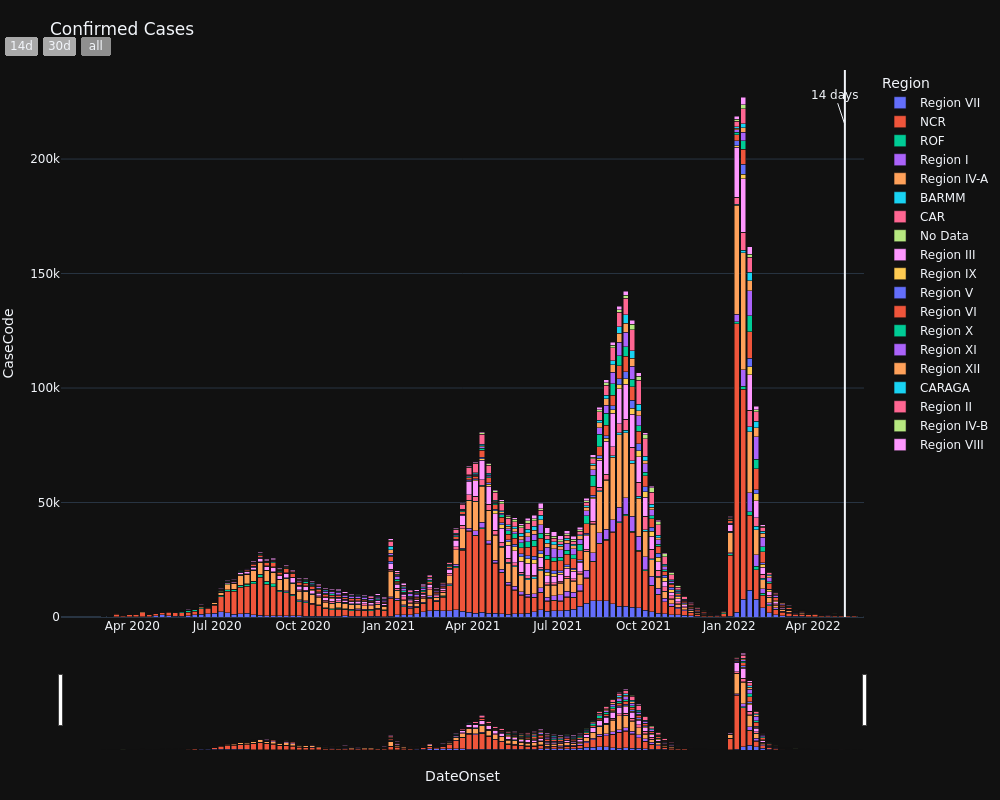 Confirmed Cases
14d 30d all
14 days
Region
Region VII
NCR
ROF
Region I
Region IV-A
BARMM
CAR
No Data
Region III
Region IX
Region V
Region VI
Region X
Region XI
Region XII
CARAGA
Region II
Region IV-B
Region VIII
200k
150k
100k
50k
0
CaseCode
Apr 2020 Jul 2020 Oct 2020 Jan 2021 Apr 2021 Jul 2021 Oct 2021 Jan 2022 Apr 2022
DateOnset